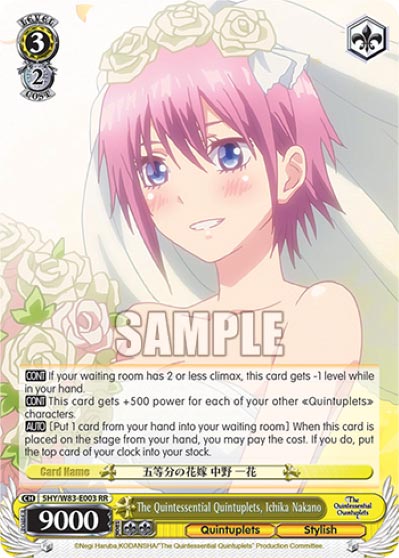 LEVEL
3
2
COST
SAMPLE
CONT If your waiting room has 2 or less climax, this card gets -1 level while
in your hand.
CONT This card gets +500 power for each of your other «Quintuplets»
characters.
AUTO [Put 1 card from your hand into your waiting room] When this card is
placed on the stage from your hand, you may pay the cost. If you do, put
the top card of your clock into your stock.
Card Name 五等分の花嫁 中野 一花
CH 5HY/W83-E003 RR The Quintessential Quintuplets, Ichika Nakano
The Quintessential Quintuplets
POWER 9000 SOUL
Quintuplets Stylish
©Negi Haruba,KODANSHA/"The Quintessential Quintuplets" Production Committee.